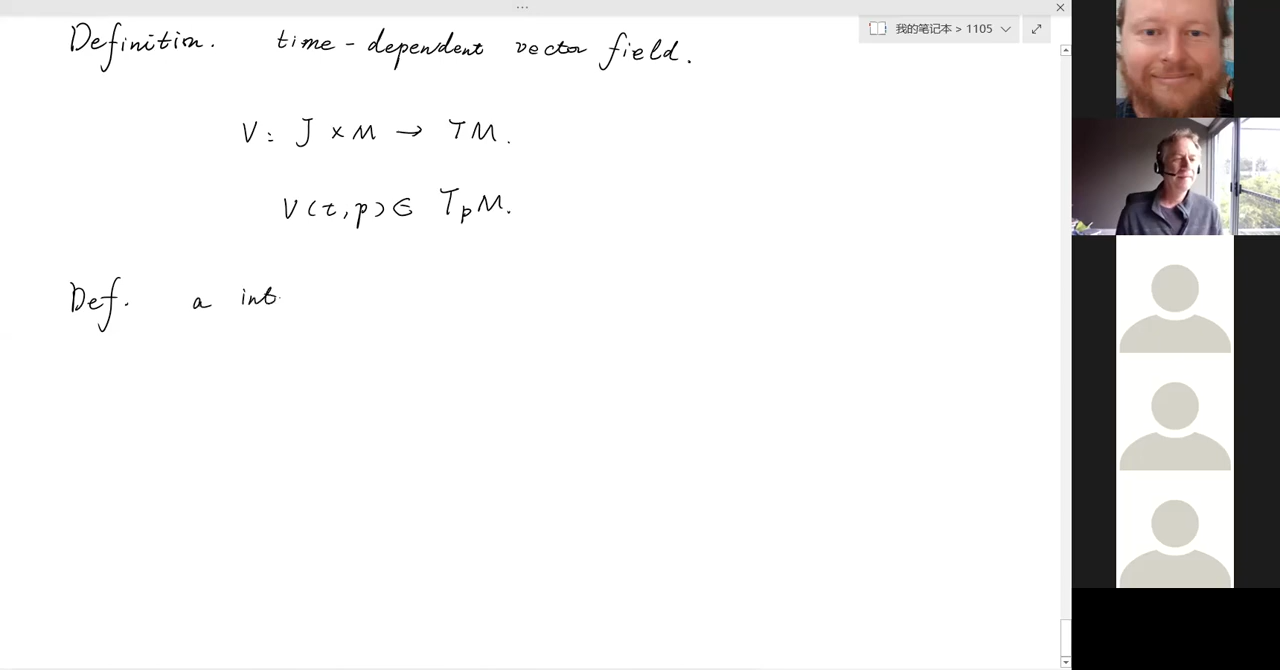 Definition. time-dependent vector field.
我的笔记本 > 1105
V: J × M → TM.
V(t,p) ∈ TₚM.
Def. a int